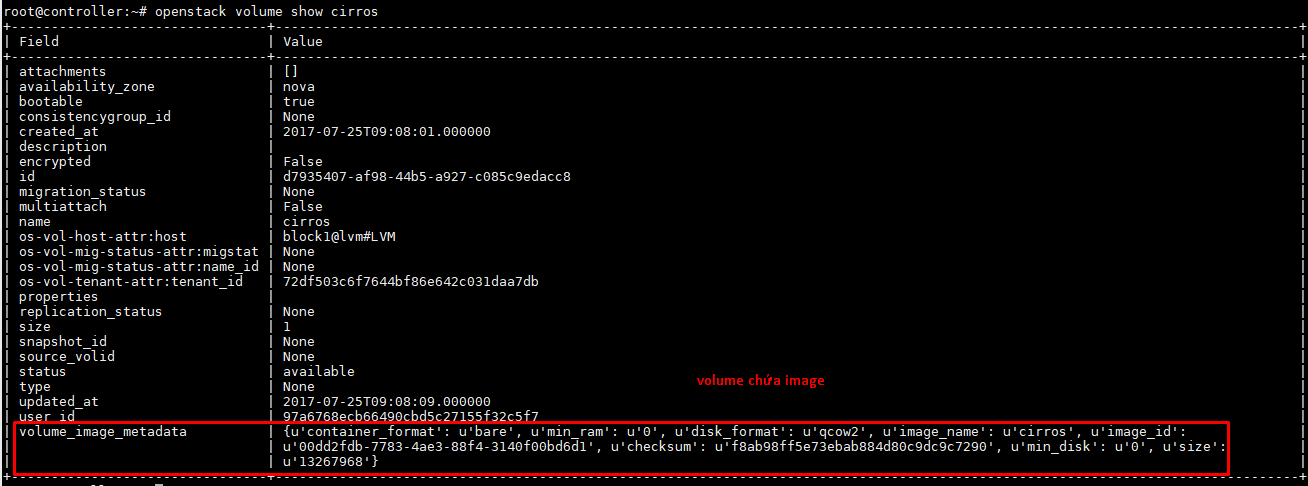 root@controller:~# openstack volume show cirros
| Field | Value |
| attachments | [] |
| availability_zone | nova |
| bootable | true |
| consistencygroup_id | None |
| created_at | 2017-07-25T09:08:01.000000 |
| description | |
| encrypted | False |
| id | d7935407-af98-44b5-a927-c085c9edacc8 |
| migration_status | None |
| multiattach | False |
| name | cirros |
| os-vol-host-attr:host | block1@lvm#LVM |
| os-vol-mig-status-attr:migstat | None |
| os-vol-mig-status-attr:name_id | None |
| os-vol-tenant-attr:tenant_id | 72df503c6f7644bf86e642c031daa7db |
| properties | |
| replication_status | None |
| size | 1 |
| snapshot_id | None |
| source_volid | None |
| status | available |
volume chứa image
| type | None |
| updated_at | 2017-07-25T09:08:09.000000 |
| user_id | 97a6768ecb66490cbd5c27155f32c5f7 |
| volume_image_metadata | {u'container_format': u'bare', u'min_ram': u'0', u'disk_format': u'qcow2', u'image_name': u'cirros', u'image_id': |
| | u'00dd2fdb-7783-4ae3-88f4-3140f00bd6d1', u'checksum': u'f8ab98ff5e73ebab884d80c9dc9c7290', u'min_disk': u'0', u'size': |
| | u'13267968'} |